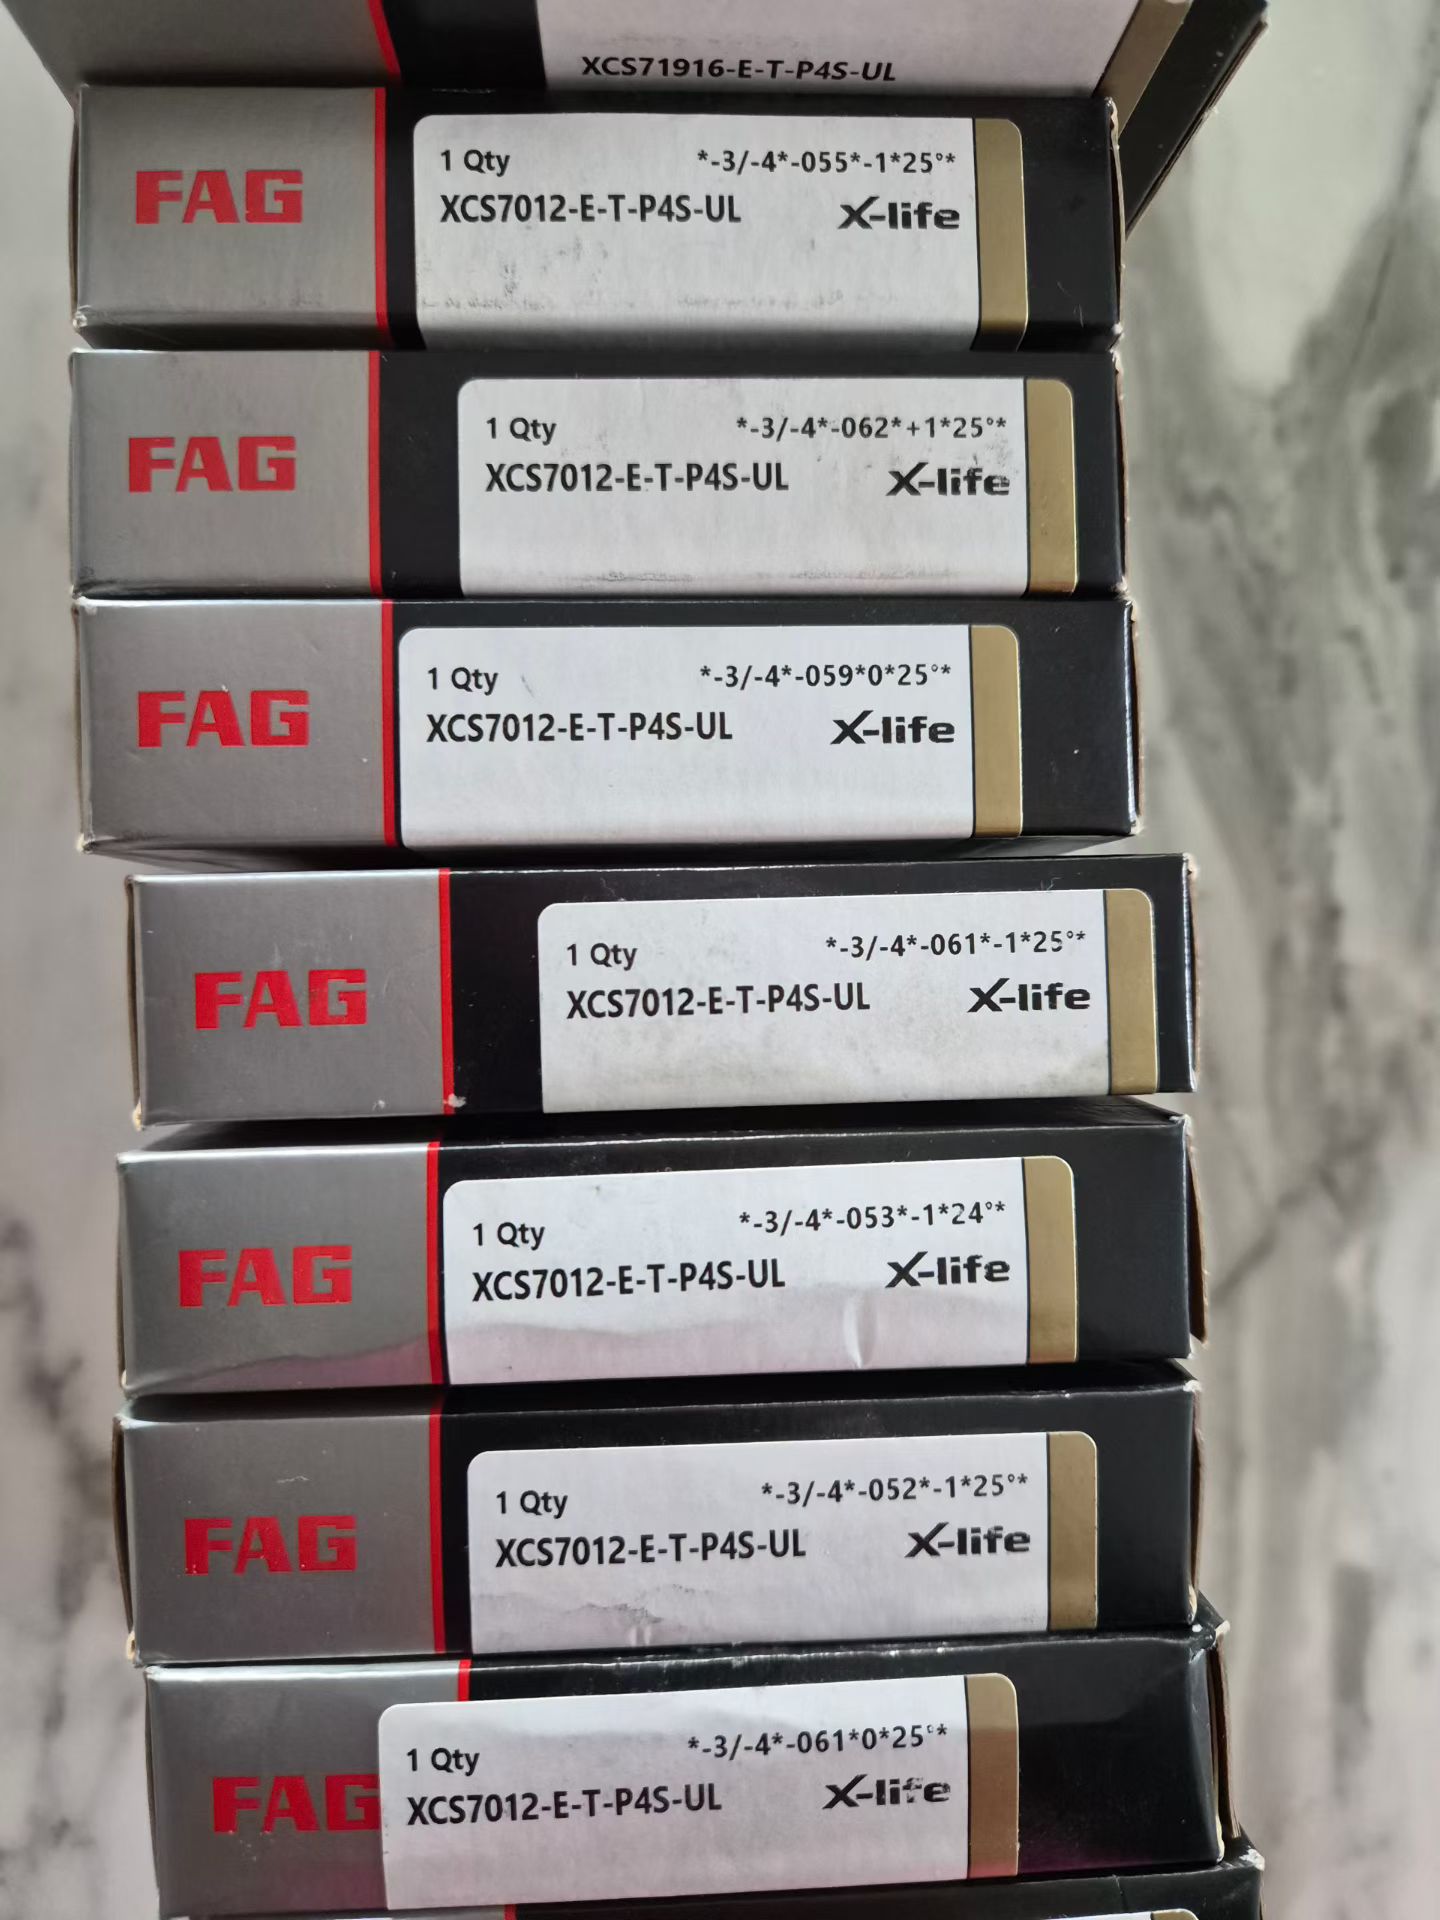 XCS71916-E-T-P4S-UL
FAG
1 Qty *-3/-4*-055*-1*25°*
XCS7012-E-T-P4S-UL X-life
FAG
1 Qty *-3/-4*-062*+1*25°*
XCS7012-E-T-P4S-UL X-life
FAG
1 Qty *-3/-4*-059*0*25°*
XCS7012-E-T-P4S-UL X-life
FAG
1 Qty *-3/-4*-061*-1*25°*
XCS7012-E-T-P4S-UL X-life
FAG
1 Qty *-3/-4*-053*-1*24°*
XCS7012-E-T-P4S-UL X-life
FAG
1 Qty *-3/-4*-052*-1*25°*
XCS7012-E-T-P4S-UL X-life
FAG
1 Qty *-3/-4*-061*0*25°*
XCS7012-E-T-P4S-UL X-life